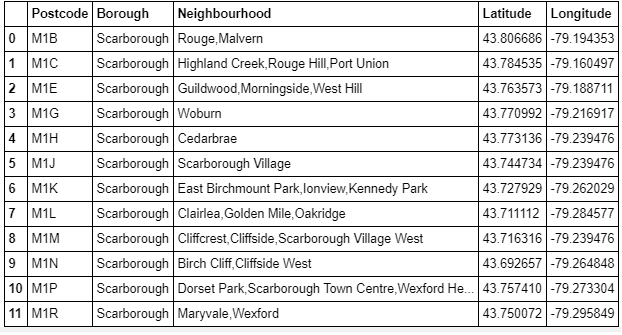 Postcode Borough Neighbourhood Latitude Longitude
0 M1B Scarborough Rouge,Malvern 43.806686 -79.194353
1 M1C Scarborough Highland Creek,Rouge Hill,Port Union 43.784535 -79.160497
2 M1E Scarborough Guildwood,Morningside,West Hill 43.763573 -79.188711
3 M1G Scarborough Woburn 43.770992 -79.216917
4 M1H Scarborough Cedarbrae 43.773136 -79.239476
5 M1J Scarborough Scarborough Village 43.744734 -79.239476
6 M1K Scarborough East Birchmount Park,Ionview,Kennedy Park 43.727929 -79.262029
7 M1L Scarborough Clairlea,Golden Mile,Oakridge 43.711112 -79.284577
8 M1M Scarborough Cliffcrest,Cliffside,Scarborough Village West 43.716316 -79.239476
9 M1N Scarborough Birch Cliff,Cliffside West 43.692657 -79.264848
10 M1P Scarborough Dorset Park,Scarborough Town Centre,Wexford He... 43.757410 -79.273304
11 M1R Scarborough Maryvale,Wexford 43.750072 -79.295849